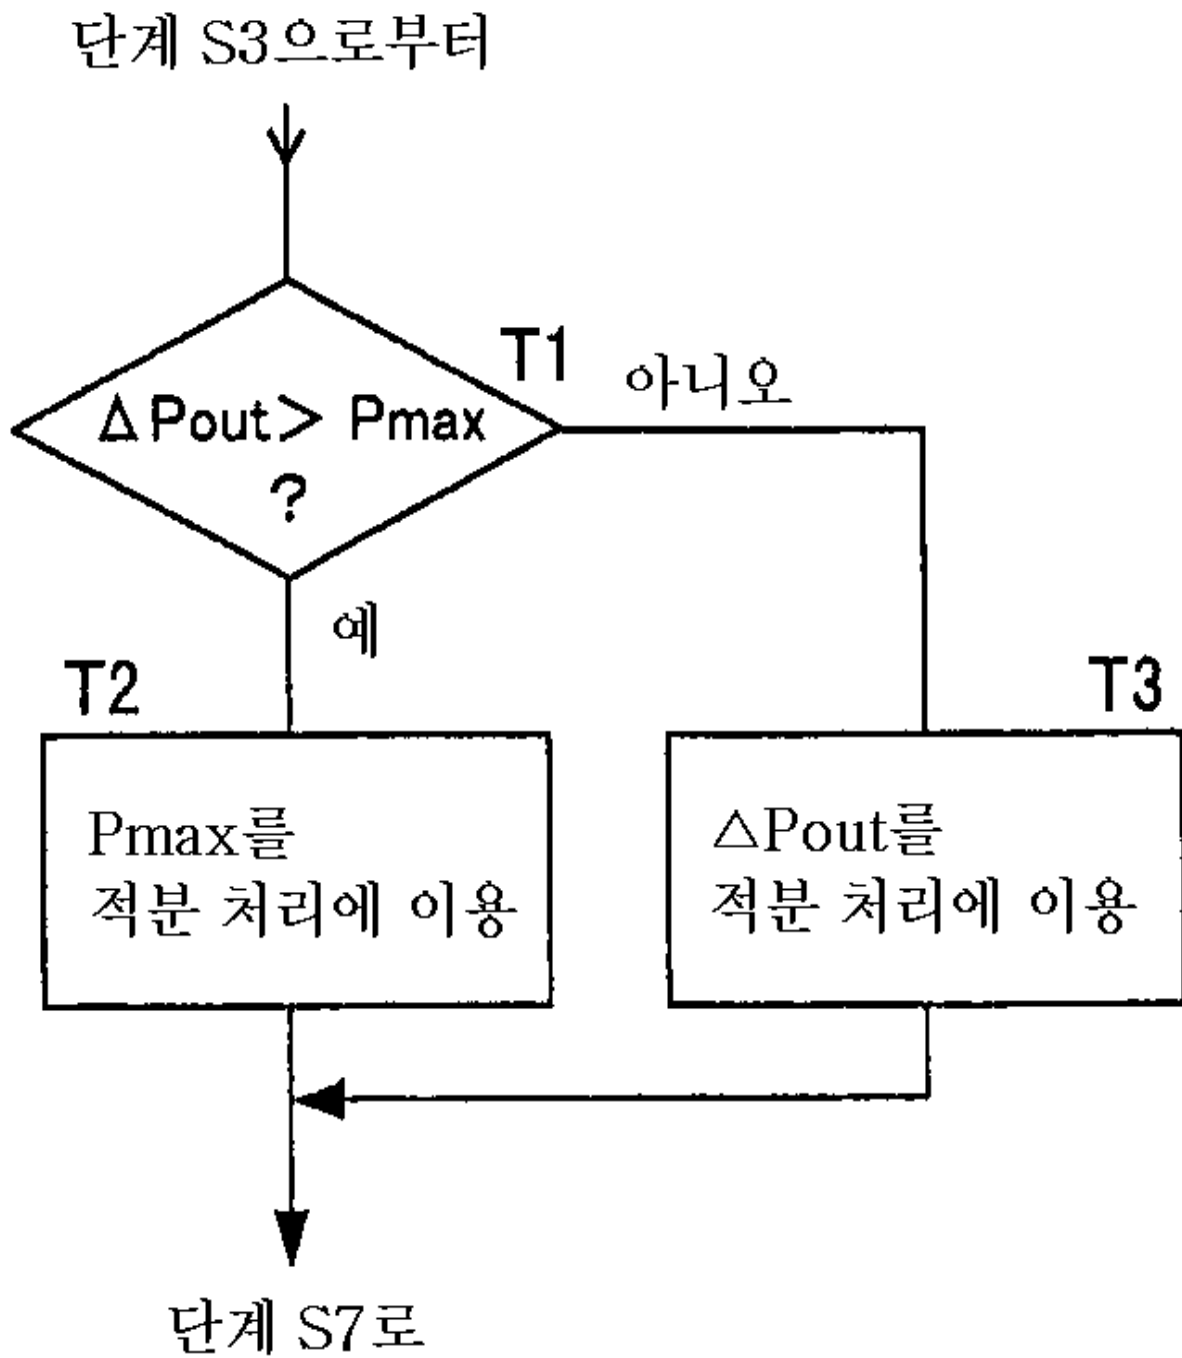 단계 S3으로부터
T1
아니오
Δ Pout > Pmax
?
예
T2
T3
Pmax를
적분 처리에 이용
△Pout를
적분 처리에 이용
단계 S7로